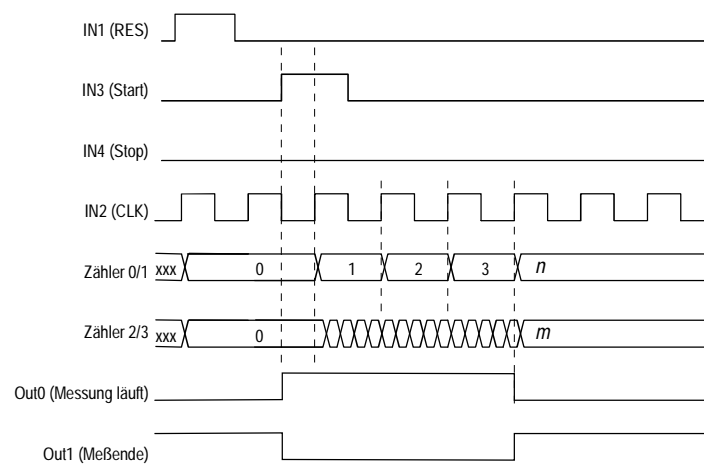 IN1 (RES)
IN3 (Start)
IN4 (Stop)
IN2 (CLK)
Zähler 0/1 xxx 0 1 2 3 n
Zähler 2/3 xxx 0 m
Out0 (Messung läuft)
Out1 (Meßende)